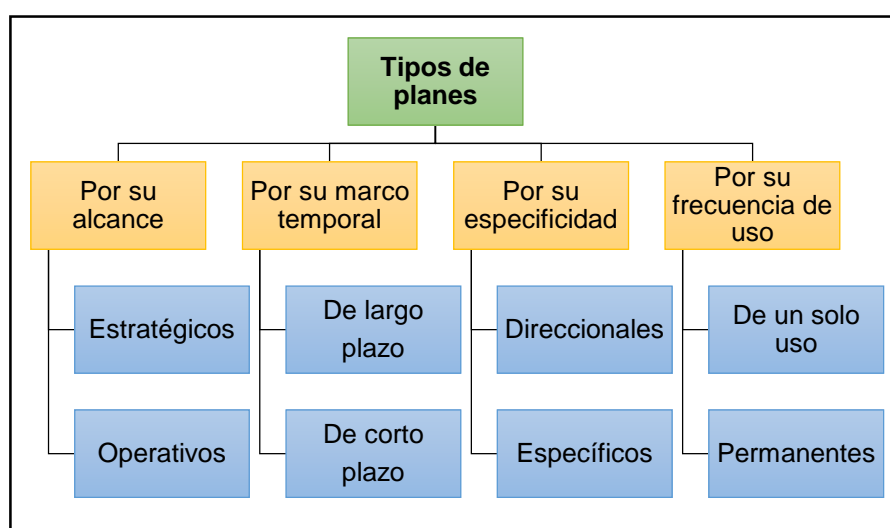 Tipos de
planes
Por su
alcance
Por su marco
temporal
Por su
especificidad
Por su
frecuencia de
uso
Estratégicos
De largo
plazo
Direccionales
De un solo
uso
Operativos
De corto
plazo
Específicos
Permanentes